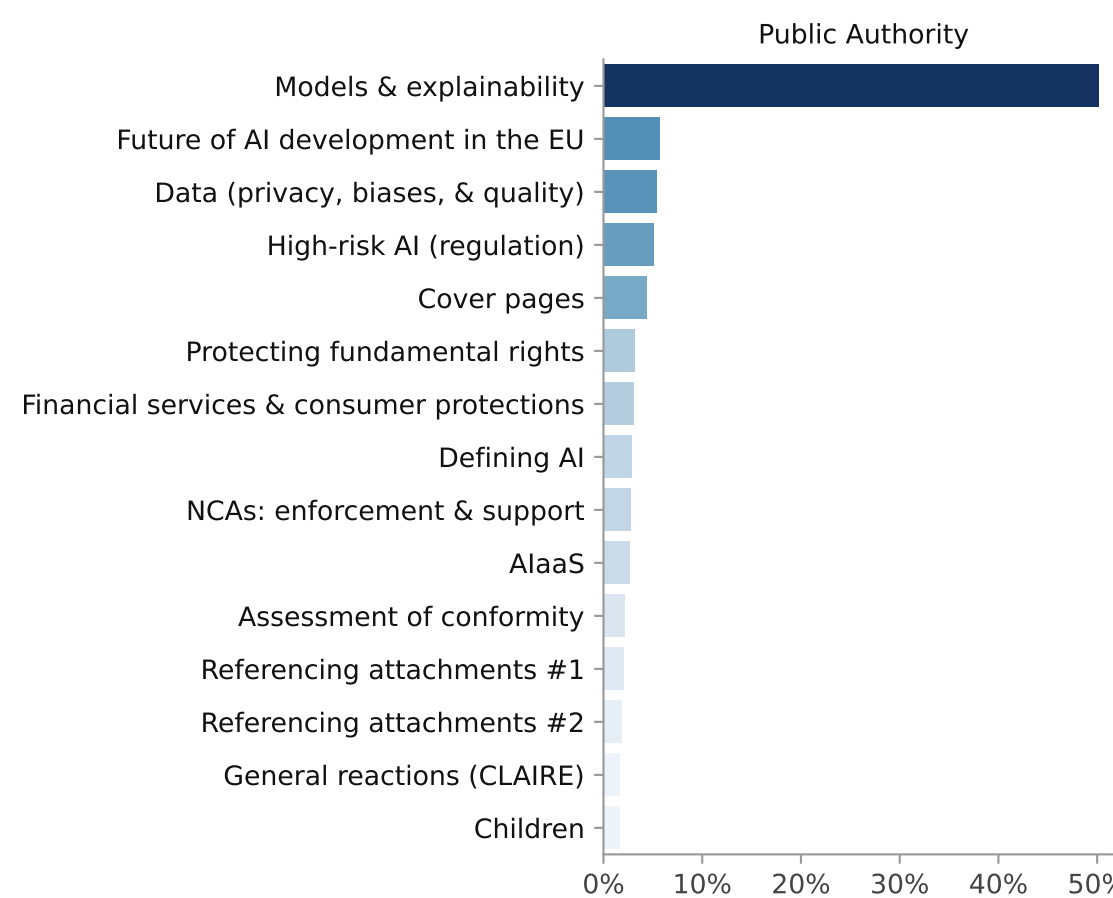 Public Authority
Models & explainability
Future of AI development in the EU
Data (privacy, biases, & quality)
High-risk AI (regulation)
Cover pages
Protecting fundamental rights
Financial services & consumer protections
Defining AI
NCAs: enforcement & support
AIaaS
Assessment of conformity
Referencing attachments #1
Referencing attachments #2
General reactions (CLAIRE)
Children
0% 10% 20% 30% 40% 50%